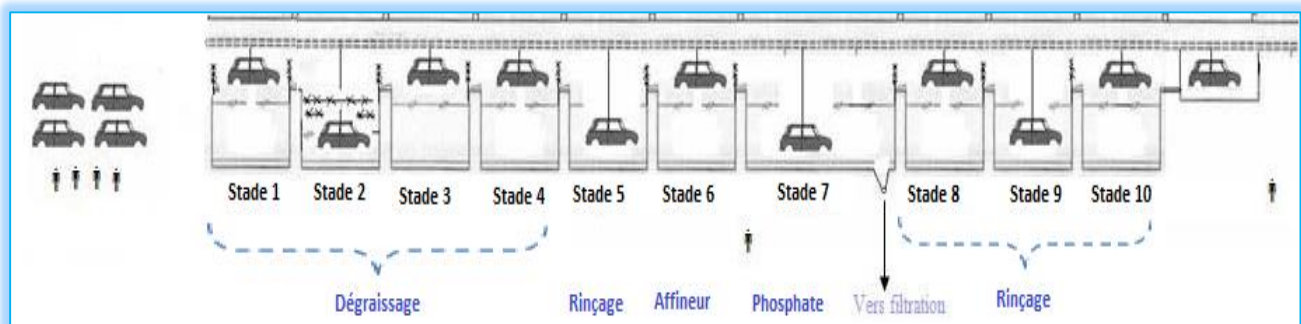 Stade 1 Stade 2 Stade 3 Stade 4 Stade 5 Stade 6 Stade 7 Stade 8 Stade 9 Stade 10
Dégraissage Rinçage Affineur Phosphate Vers filtration Rinçage